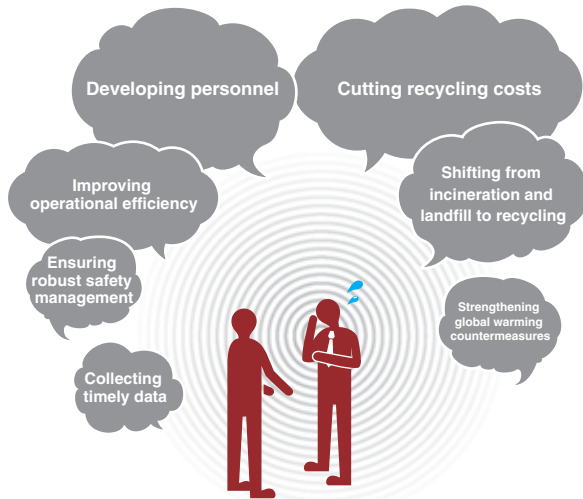 Developing personnel
Cutting recycling costs
Improving
operational efficiency
Shifting from
incineration and
landfill to recycling
Ensuring
robust safety
management
Strengthening
global warming
countermeasures
Collecting
timely data